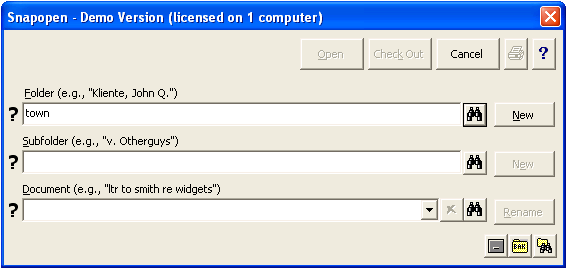 Snapopen - Demo Version (licensed on 1 computer)
Open Check Out Cancel ?
Folder (e.g., "Kliente, John Q.")
? town New
Subfolder (e.g., "v. Otherguys")
? New
Document (e.g., "ltr to smith re widgets")
? Rename
BAK